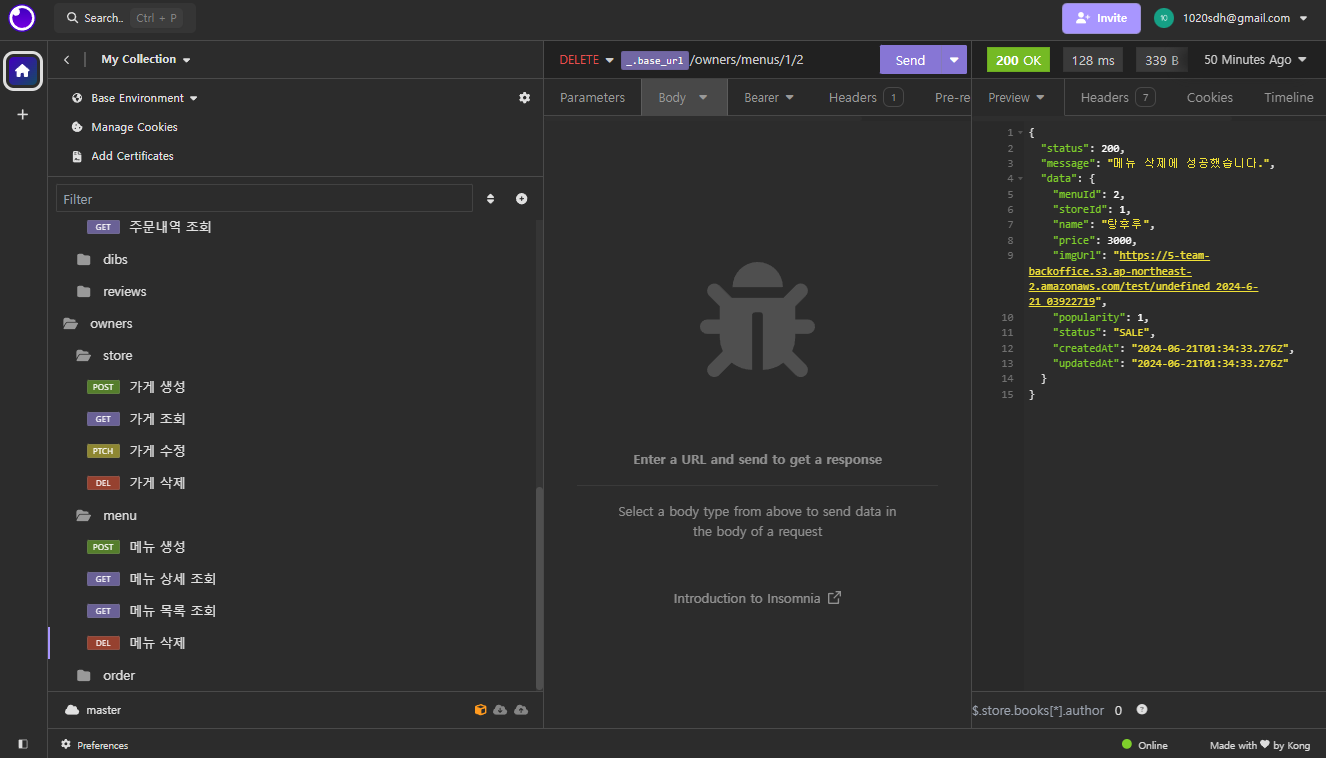 Search.. Ctrl + P
Invite
10 1020sdh@gmail.com
My Collection
Base Environment
Manage Cookies
Add Certificates
Filter
GET 주문내역 조회
dibs
reviews
owners
store
POST 가게 생성
GET 가게 조회
PTCH 가게 수정
DEL 가게 삭제
menu
POST 메뉴 생성
GET 메뉴 상세 조회
GET 메뉴 목록 조회
DEL 메뉴 삭제
order
master
Preferences
DELETE _.base_url/owners/menus/1/2 Send
Parameters Body Bearer Headers 1 Pre-re
Enter a URL and send to get a response
Select a body type from above to send data in
the body of a request
Introduction to Insomnia
200 OK 128 ms 339 B 50 Minutes Ago
Preview Headers 7 Cookies Timeline
1 {
2 "status": 200,
3 "message": "메뉴 삭제에 성공했습니다.",
4 "data": {
5 "menuId": 2,
6 "storeId": 1,
7 "name": "탕후루",
8 "price": 3000,
9 "imgUrl": "https://5-team-
backoffice.s3.ap-northeast-
2.amazonaws.com/test/undefined_2024-6-
21_03922719",
10 "popularity": 1,
11 "status": "SALE",
12 "createdAt": "2024-06-21T01:34:33.276Z",
13 "updatedAt": "2024-06-21T01:34:33.276Z"
14 }
15 }
$.store.books[*].author 0 ?
Online
Made with ♥ by Kong